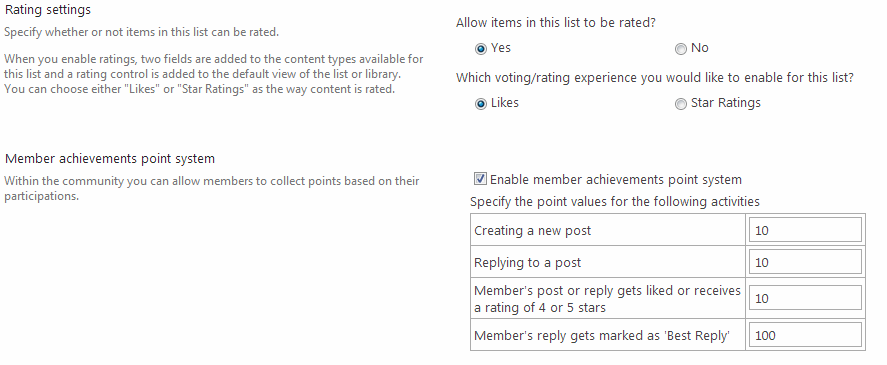 Rating settings
Specify whether or not items in this list can be rated.
When you enable ratings, two fields are added to the content types available for
this list and a rating control is added to the default view of the list or library.
You can choose either "Likes" or "Star Ratings" as the way content is rated.
Allow items in this list to be rated?
Yes No
Which voting/rating experience you would like to enable for this list?
Likes Star Ratings
Member achievements point system
Within the community you can allow members to collect points based on their
participations.
Enable member achievements point system
Specify the point values for the following activities
Creating a new post 10
Replying to a post 10
Member's post or reply gets liked or receives
a rating of 4 or 5 stars 10
Member's reply gets marked as 'Best Reply' 100